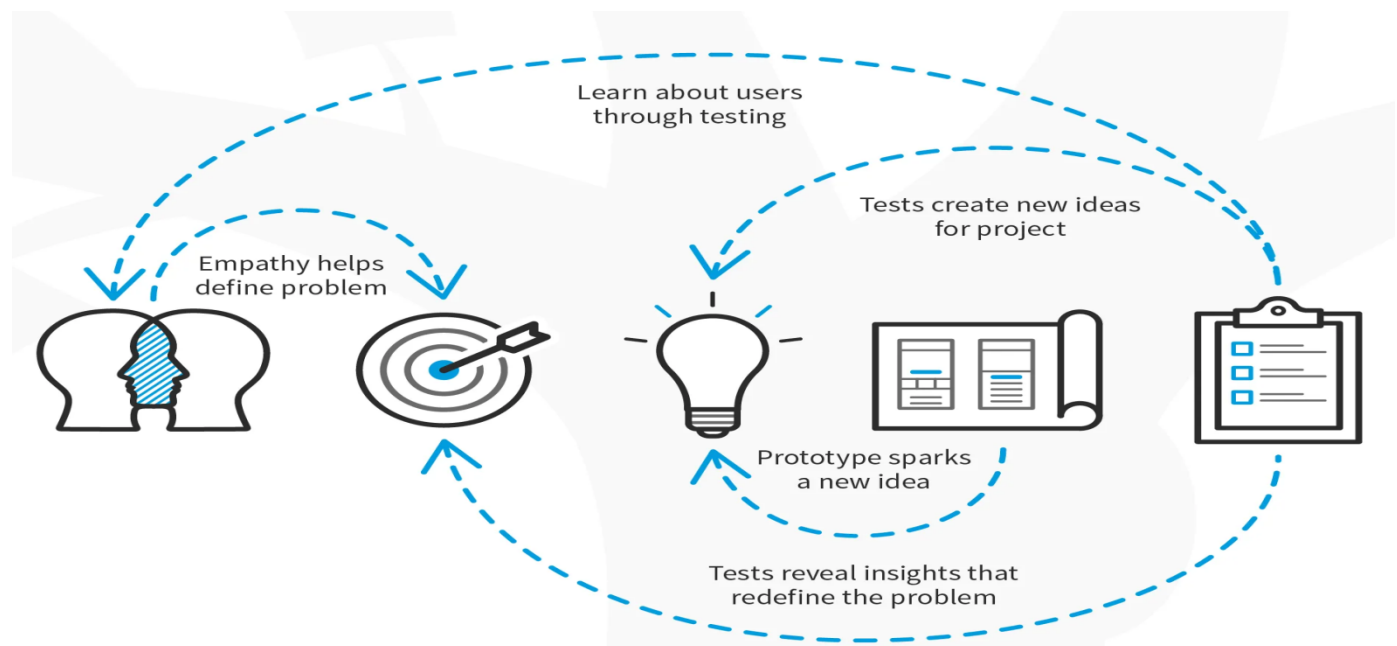 Learn about users
through testing
Tests create new ideas
for project
Empathy helps
define problem
Prototype sparks
a new idea
Tests reveal insights that
redefine the problem